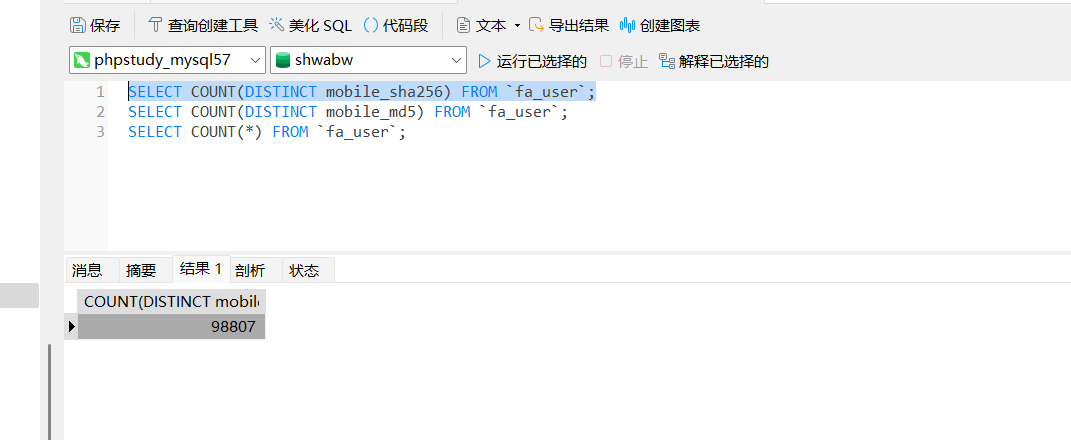 保存 查询创建工具 美化 SQL () 代码段 文本 导出结果 创建图表
phpstudy_mysql57 shwabw 运行已选择的 停止 解释已选择的
1 SELECT COUNT(DISTINCT mobile_sha256) FROM `fa_user`;
2 SELECT COUNT(DISTINCT mobile_md5) FROM `fa_user`;
3 SELECT COUNT(*) FROM `fa_user`;
消息 摘要 结果 1 剖析 状态
COUNT(DISTINCT mobile
98807